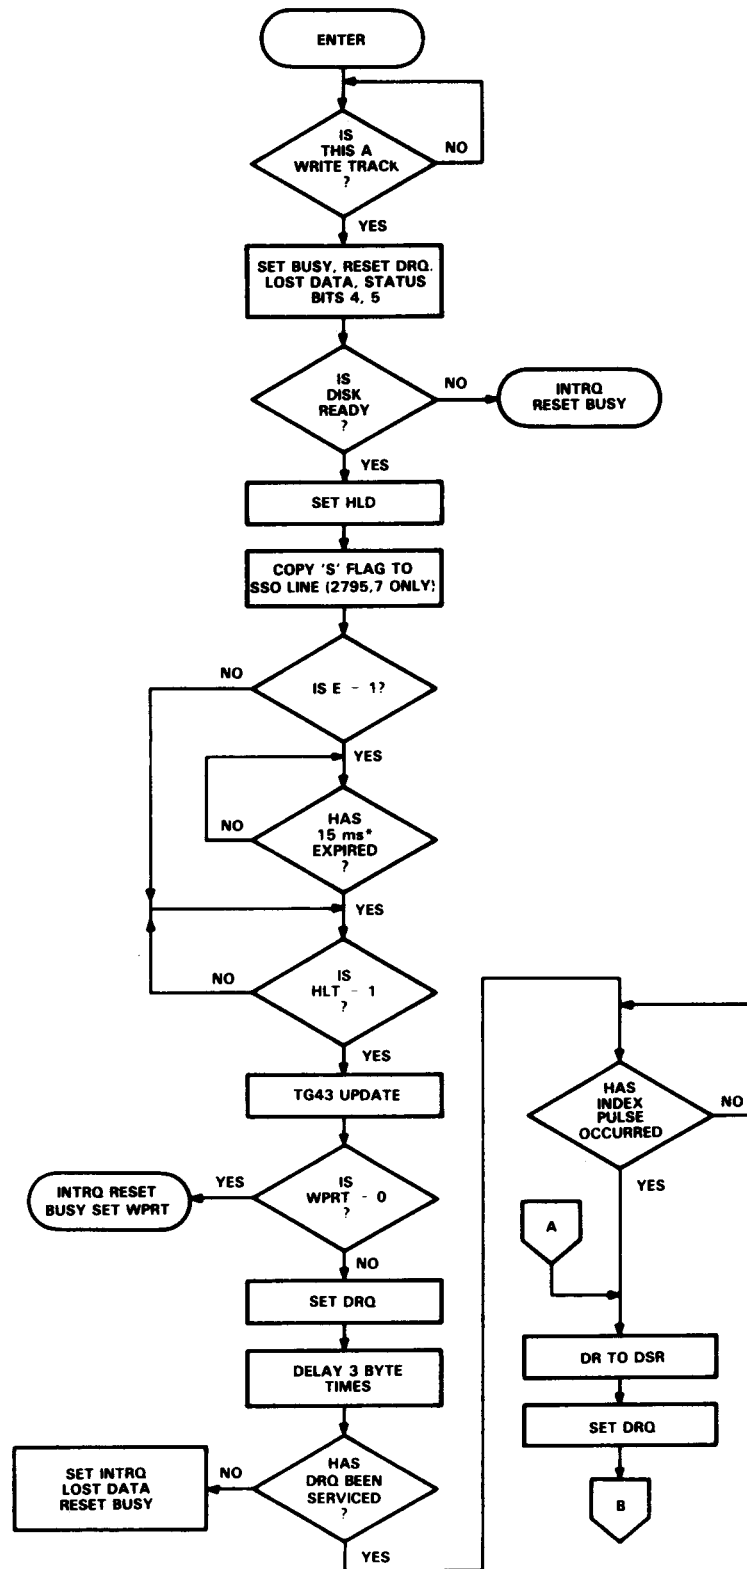 ENTER
IS
THIS A
WRITE TRACK
?
NO
YES
SET BUSY, RESET DRQ.
LOST DATA, STATUS
BITS 4, 5
IS
DISK
READY
?
NO
INTRQ
RESET BUSY
YES
SET HLD
COPY 'S' FLAG TO
SSO LINE (2795,7 ONLY)
NO
IS E - 1?
YES
HAS
15 ms*
EXPIRED
?
NO
YES
IS
HLT - 1
?
NO
YES
TG43 UPDATE
IS
WPRT - 0
?
YES
INTRQ RESET
BUSY SET WPRT
NO
SET DRQ
DELAY 3 BYTE
TIMES
HAS
DRQ BEEN
SERVICED
?
NO
SET INTRQ
LOST DATA
RESET BUSY
YES
HAS
INDEX
PULSE
OCCURRED
NO
YES
A
DR TO DSR
SET DRQ
B